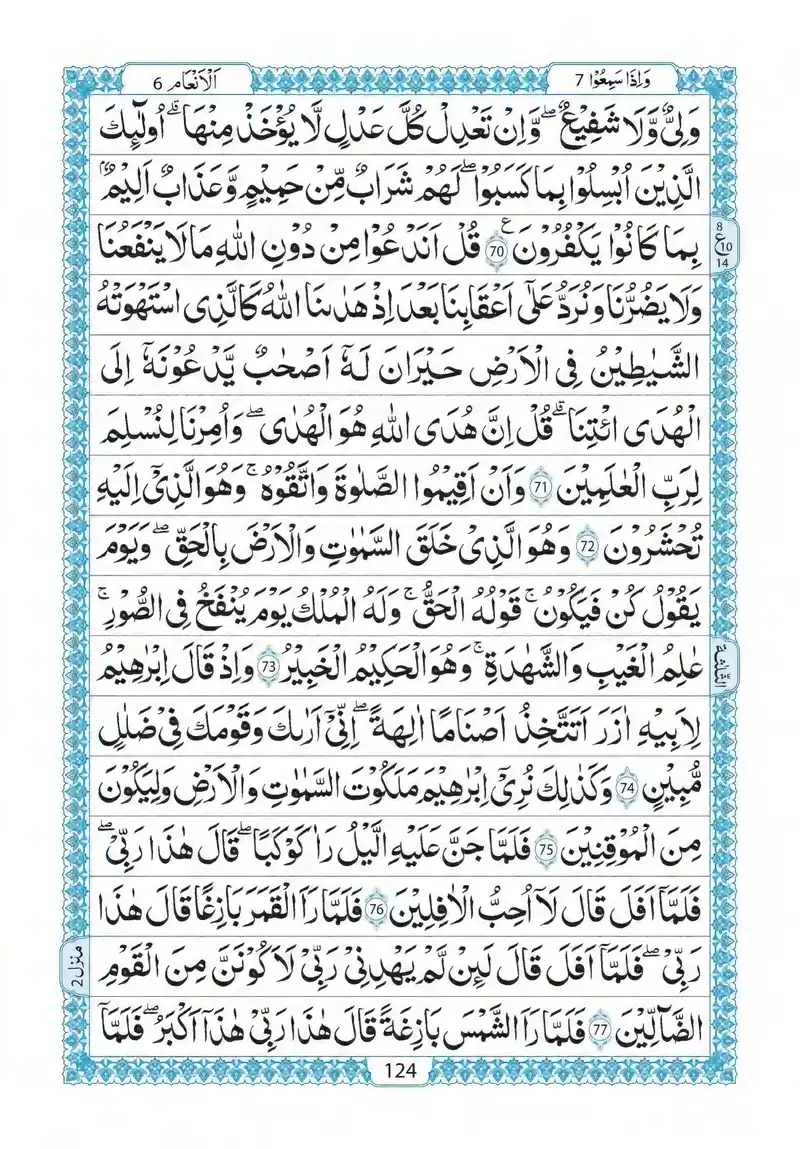 وَاِذَا سَمِعُوْا 7
اَلْاَنْعَام 6
وَلِیٌّ وَّلَا شَفِیْعٌ ۖ وَّاِنْ تَعْدِلْ كُلَّ عَدْلٍ لَّا یُؤْخَذْ مِنْهَا ؕ اُولٰٓئِكَ
الَّذِیْنَ اُبْسِلُوْا بِمَا كَسَبُوْا ۖ لَهُمْ شَرَابٌ مِّنْ حَمِیْمٍ وَّعَذَابٌ اَلِیْمٌۢ
بِمَا كَانُوْا یَكْفُرُوْنَ 70 قُلْ اَنَدْعُوْا مِنْ دُوْنِ اللّٰهِ مَا لَا یَنْفَعُنَا
8
ع
10
14
وَلَا یَضُرُّنَا وَنُرَدُّ عَلٰٓی اَعْقَابِنَا بَعْدَ اِذْ هَدٰىنَا اللّٰهُ كَالَّذِی اسْتَهْوَتْهُ
الشَّیٰطِیْنُ فِی الْاَرْضِ حَیْرَانَ لَهٗۤ اَصْحٰبٌ یَّدْعُوْنَهٗۤ اِلَی
الْهُدَی ائْتِنَا ؕ قُلْ اِنَّ هُدَی اللّٰهِ هُوَ الْهُدٰی ۖ وَاُمِرْنَا لِنُسْلِمَ
لِرَبِّ الْعٰلَمِیْنَ 71 وَاَنْ اَقِیْمُوا الصَّلٰوةَ وَاتَّقُوْهُ ۚ وَهُوَ الَّذِیْۤ اِلَیْهِ
تُحْشَرُوْنَ 72 وَهُوَ الَّذِیْ خَلَقَ السَّمٰوٰتِ وَالْاَرْضَ بِالْحَقِّ ۖ وَیَوْمَ
یَقُوْلُ كُنْ فَیَكُوْنُ ۚ قَوْلُهُ الْحَقُّ ۚ وَلَهُ الْمُلْكُ یَوْمَ یُنْفَخُ فِی الصُّوْرِ ۚ
عٰلِمُ الْغَیْبِ وَالشَّهٰدَةِ ۚ وَهُوَ الْحَكِیْمُ الْخَبِیْرُ 73 وَاِذْ قَالَ اِبْرٰهِیْمُ
الثلثة
لِاَبِیْهِ اٰزَرَ اَتَتَّخِذُ اَصْنَامًا اٰلِهَةً ۖ اِنِّیْۤ اَرٰىكَ وَقَوْمَكَ فِیْ ضَلٰلٍ
مُّبِیْنٍ 74 وَكَذٰلِكَ نُرِیْۤ اِبْرٰهِیْمَ مَلَكُوْتَ السَّمٰوٰتِ وَالْاَرْضِ وَلِیَكُوْنَ
مِنَ الْمُوْقِنِیْنَ 75 فَلَمَّا جَنَّ عَلَیْهِ الَّیْلُ رَاٰ كَوْكَبًا ۖ قَالَ هٰذَا رَبِّیْ ۖ
فَلَمَّاۤ اَفَلَ قَالَ لَاۤ اُحِبُّ الْاٰفِلِیْنَ 76 فَلَمَّا رَاَ الْقَمَرَ بَازِغًا قَالَ هٰذَا
رَبِّیْ ۖ فَلَمَّاۤ اَفَلَ قَالَ لَئِنْ لَّمْ یَهْدِنِیْ رَبِّیْ لَاَكُوْنَنَّ مِنَ الْقَوْمِ
منزل 2
الضَّآلِّیْنَ 77 فَلَمَّا رَاَ الشَّمْسَ بَازِغَةً قَالَ هٰذَا رَبِّیْ هٰذَاۤ اَكْبَرُ ۖ فَلَمَّاۤ
124